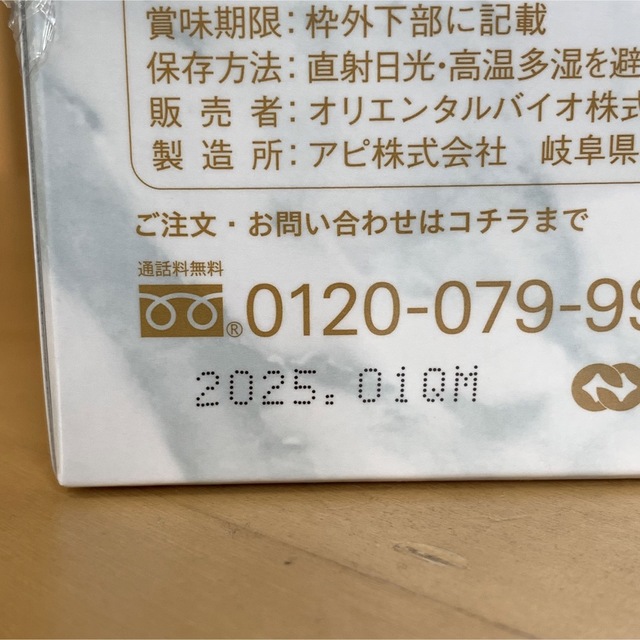 賞味期限：枠外下部に記載
保存方法：直射日光・高温多湿を避
販売者：オリエンタルバイオ株式
製造所：アピ株式会社 岐阜県
ご注文・お問い合わせはコチラまで
通話料無料
®0120-079-99
2025.01QM